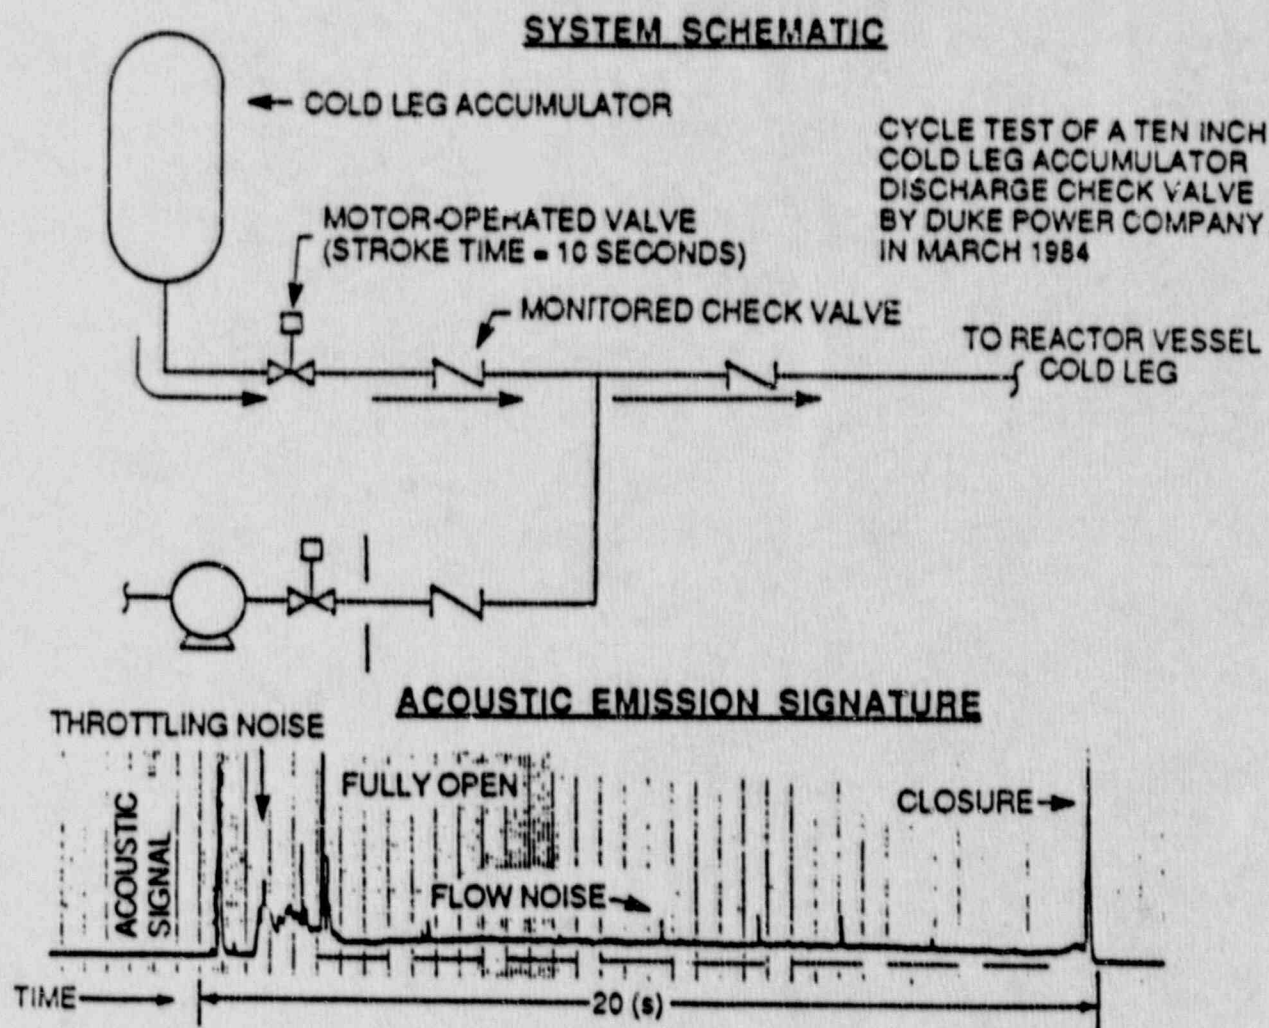 SYSTEM SCHEMATIC
COLD LEG ACCUMULATOR
CYCLE TEST OF A TEN INCH
COLD LEG ACCUMULATOR
DISCHARGE CHECK VALVE
BY DUKE POWER COMPANY
IN MARCH 1984
MOTOR-OPERATED VALVE
(STROKE TIME = 10 SECONDS)
MONITORED CHECK VALVE
TO REACTOR VESSEL
COLD LEG
ACOUSTIC EMISSION SIGNATURE
THROTTLING NOISE
FULLY OPEN
CLOSURE
ACOUSTIC
SIGNAL
FLOW NOISE
TIME
20 (s)